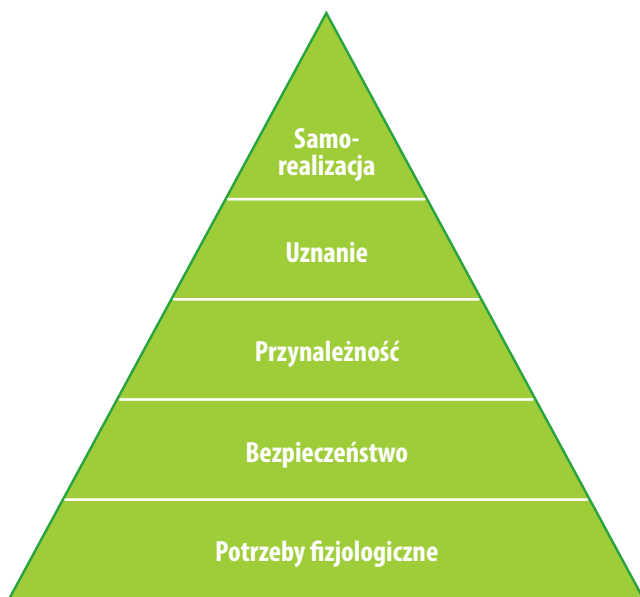 Samo-
realizacja
Uznanie
Przynależność
Bezpieczeństwo
Potrzeby fizjologiczne